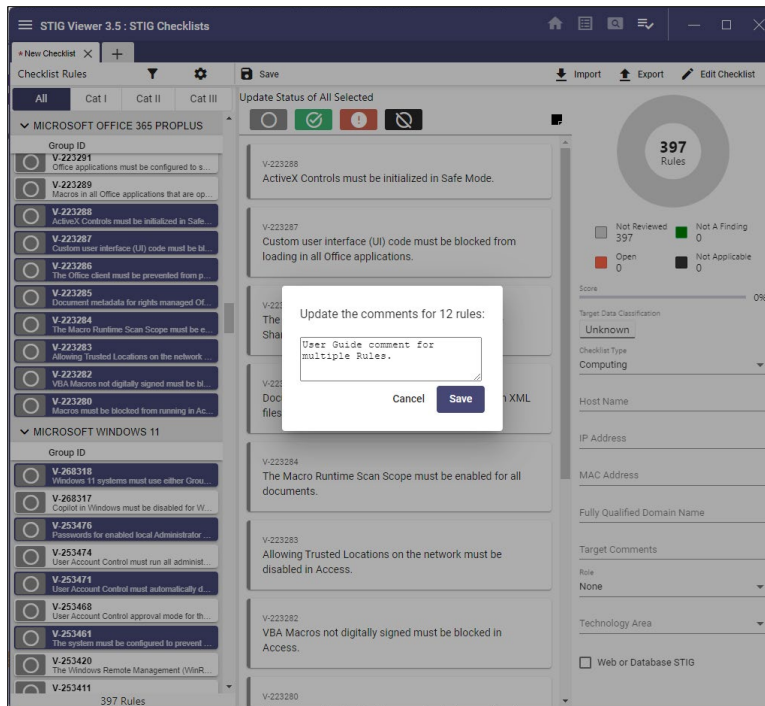 STIG Viewer 3.5 : STIG Checklists
* New Checklist
Checklist Rules
Save
Import
Export
Edit Checklist
All
Cat I
Cat II
Cat III
MICROSOFT OFFICE 365 PROPLUS
Group ID
V-223291
Office applications must be configured to s...
V-223289
Macros in all Office applications that are op...
V-223288
ActiveX Controls must be initialized in Safe...
V-223287
Custom user interface (UI) code must be bl...
V-223286
The Office client must be prevented from p...
V-223285
Document metadata for rights managed Of...
V-223284
The Macro Runtime Scan Scope must be e...
V-223283
Allowing Trusted Locations on the network ...
V-223282
VBA Macros not digitally signed must be bl...
V-223280
Macros must be blocked from running in Ac...
MICROSOFT WINDOWS 11
Group ID
V-268318
Windows 11 systems must use either Grou...
V-268317
Copilot in Windows must be disabled for W...
V-253476
Passwords for enabled local Administrator ...
V-253474
User Account Control must run all administ...
V-253471
User Account Control must automatically d...
V-253468
User Account Control approval mode for th...
V-253461
The system must be configured to prevent ...
V-253420
The Windows Remote Management (WinR...
V-253411
397 Rules
Update Status of All Selected
V-223288
ActiveX Controls must be initialized in Safe Mode.
V-223287
Custom user interface (UI) code must be blocked from
loading in all Office applications.
V-22
The
Sha
V-22
Doc
XML
files
Update the comments for 12 rules:
User Guide comment for
multiple Rules.
Cancel
Save
V-223284
The Macro Runtime Scan Scope must be enabled for all
documents.
V-223283
Allowing Trusted Locations on the network must be
disabled in Access.
V-223282
VBA Macros not digitally signed must be blocked in
Access.
V-223280
397
Rules
Not Reviewed
397
Not A Finding
0
Open
0
Not Applicable
0
Score
0%
Target Data Classification
Unknown
Checklist Type
Computing
Host Name
IP Address
MAC Address
Fully Qualified Domain Name
Target Comments
Role
None
Technology Area
Web or Database STIG